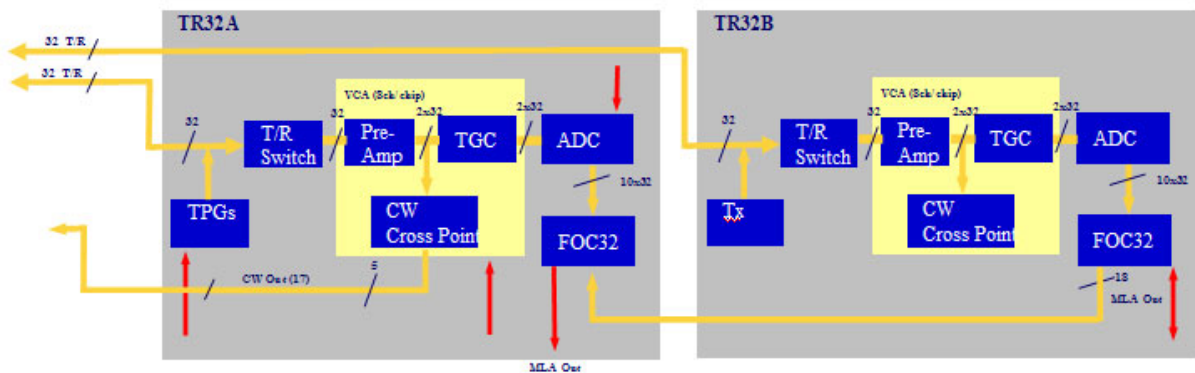 TR32A
TR32B
32 T/R
32 T/R
VCA (8ch/chip)
VCA (8ch/chip)
32
32
2x32
2x32
32
32
2x32
2x32
T/R
Switch
Pre-
Amp
TGC
ADC
T/R
Switch
Pre-
Amp
TGC
ADC
10x32
10x32
TPGs
CW
Cross Point
FOC32
Tx
CW
Cross Point
FOC32
CW Out (17)
5
18
MLA Out
MLA Out